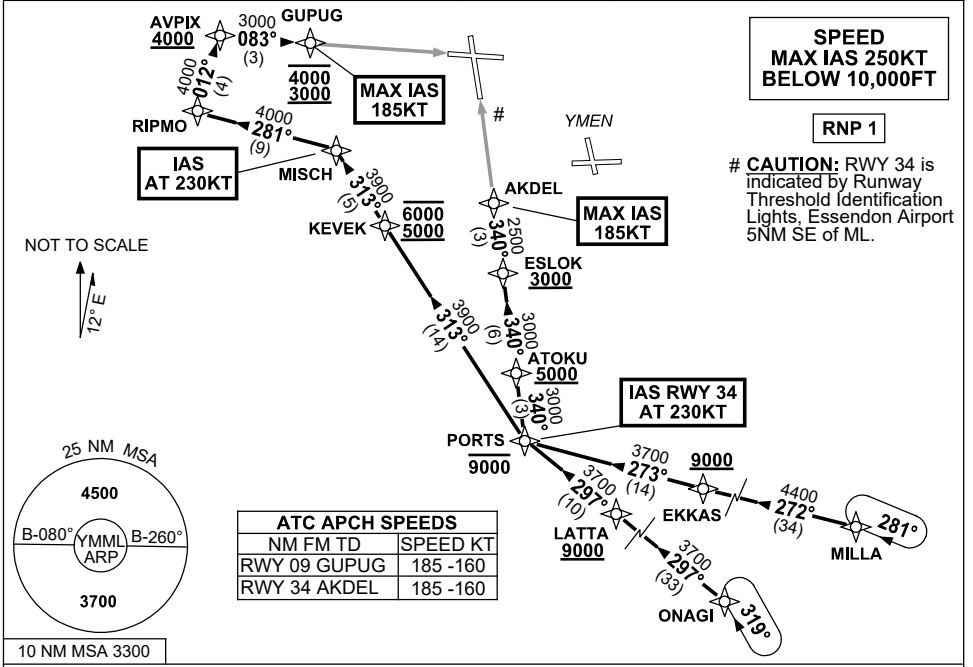 AVPIX
4000
3000
083°
(3)
GUPUG
4000
3000
MAX IAS
185KT
4000
012°
(4)
RIPMO
4000
281°
(9)
IAS
AT 230KT
MISCH
3900
313°
(5)
KEVEK
6000
5000
3900
313°
(14)
#
YMEN
AKDEL
MAX IAS
185KT
2500
340°
(3)
ESLOK
3000
3000
340°
(6)
ATOKU
5000
3000
340°
(3)
IAS RWY 34
AT 230KT
PORTS
9000
3700
273°
(14)
9000
EKKAS
4400
272°
(34)
281°
MILLA
3700
297°
(10)
LATTA
9000
3700
297°
(33)
ONAGI
319°
SPEED
MAX IAS 250KT
BELOW 10,000FT
RNP 1
# CAUTION: RWY 34 is
indicated by Runway
Threshold Identification
Lights, Essendon Airport
5NM SE of ML.
NOT TO SCALE
12° E
25 NM MSA
4500
B-080°
YMML
ARP
B-260°
3700
10 NM MSA 3300
ATC APCH SPEEDS
NM FM TD SPEED KT
RWY 09 GUPUG 185 -160
RWY 34 AKDEL 185 -160